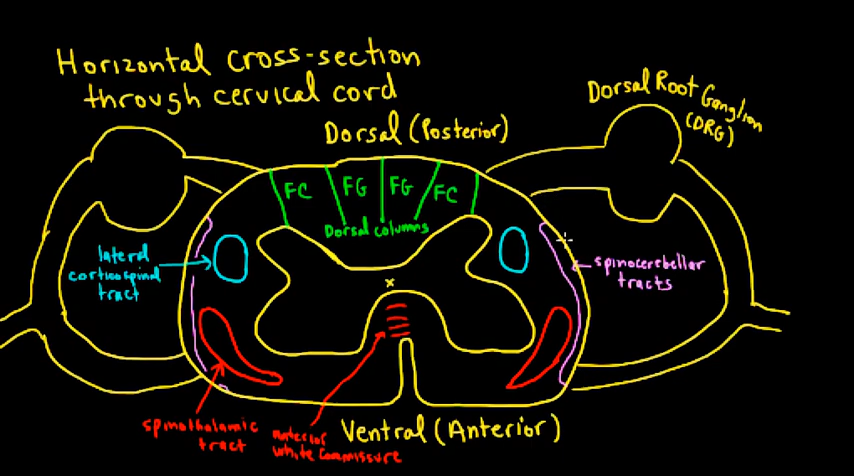 Horizontal cross-section
through cervical cord
Dorsal Root Ganglion
(DRG)
Dorsal (Posterior)
FC FG FG FC
Dorsal columns
lateral
corticospinal
tract
spinocerebellar
tracts
x
spinothalamic
tract
anterior
white commissure
Ventral (Anterior)